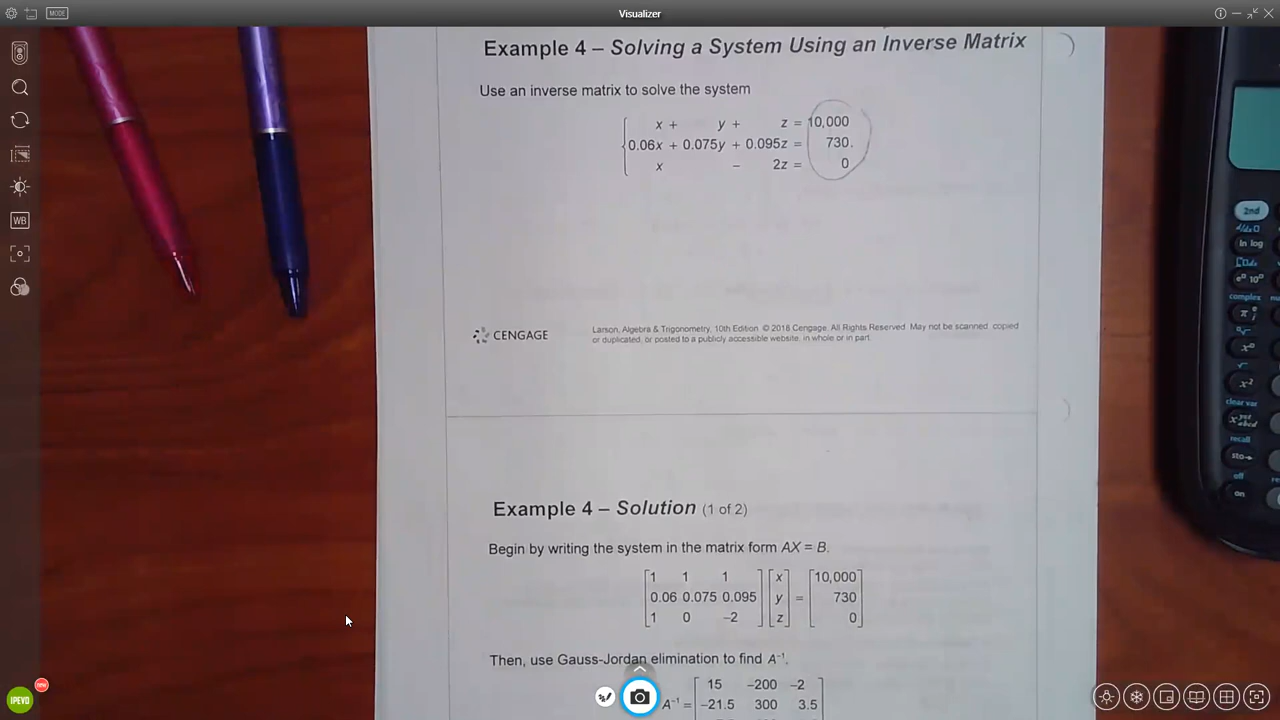 MODE
Visualizer
Example 4 – Solving a System Using an Inverse Matrix
Use an inverse matrix to solve the system
x + y + z = 10,000
0.06x + 0.075y + 0.095z = 730.
x – 2z = 0
CENGAGE
Larson, Algebra & Trigonometry, 10th Edition. © 2018 Cengage. All Rights Reserved. May not be scanned, copied
or duplicated, or posted to a publicly accessible website, in whole or in part.
Example 4 – Solution (1 of 2)
Begin by writing the system in the matrix form AX = B.
1 1 1 x 10,000
0.06 0.075 0.095 y = 730
1 0 –2 z 0
Then, use Gauss-Jordan elimination to find A⁻¹.
15 –200 –2
A⁻¹ = –21.5 300 3.5
WB
IPEVO
new
2nd
ln log
eⁿ 10ⁿ
complex
π i
x²
clear var
recall
sto→
off
on